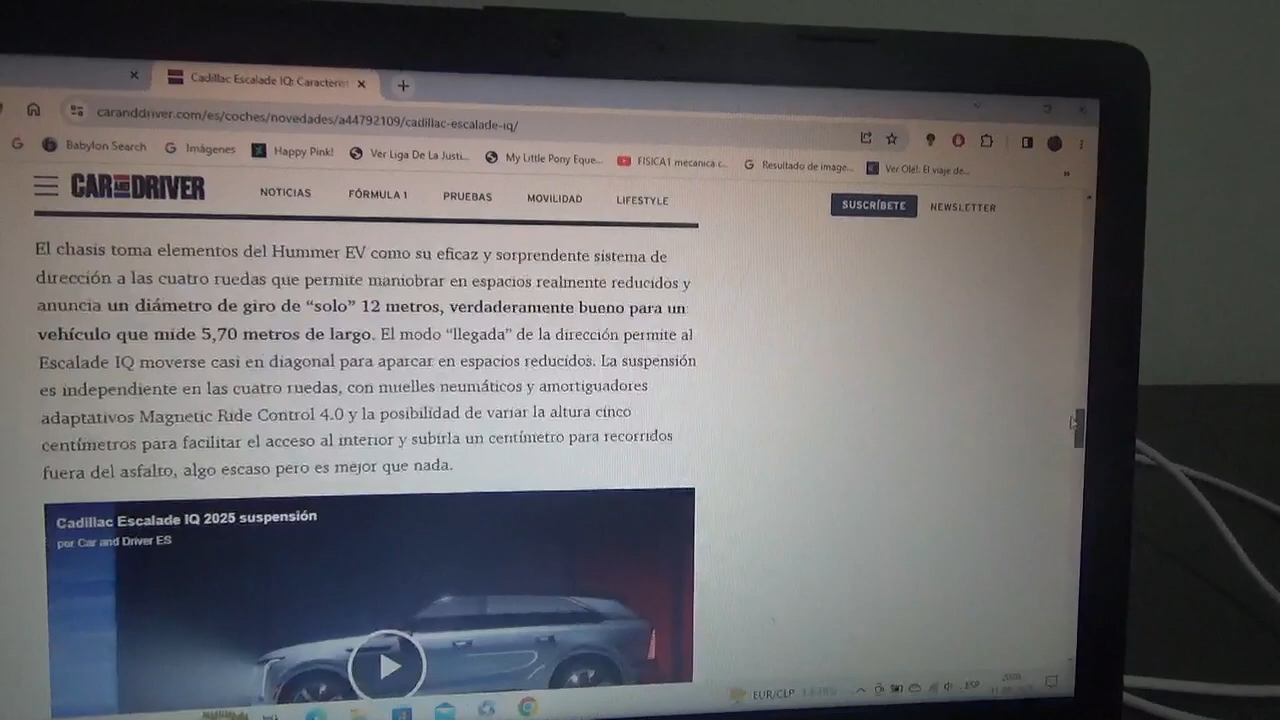 Cadillac Escalade IQ: Caracterís
caranddriver.com/es/coches/novedades/a44792109/cadillac-escalade-iq/
Babylon Search
Imágenes
Happy Pink!
Ver Liga De La Justi...
My Little Pony Eque...
FISICA1 mecanica c...
Resultado de image...
Ver Olé!: El viaje de...
CAR AND DRIVER
NOTICIAS
FÓRMULA 1
PRUEBAS
MOVILIDAD
LIFESTYLE
SUSCRÍBETE
NEWSLETTER
El chasis toma elementos del Hummer EV como su eficaz y sorprendente sistema de
dirección a las cuatro ruedas que permite maniobrar en espacios realmente reducidos y
anuncia un diámetro de giro de “solo” 12 metros, verdaderamente bueno para un
vehículo que mide 5,70 metros de largo. El modo “llegada” de la dirección permite al
Escalade IQ moverse casi en diagonal para aparcar en espacios reducidos. La suspensión
es independiente en las cuatro ruedas, con muelles neumáticos y amortiguadores
adaptativos Magnetic Ride Control 4.0 y la posibilidad de variar la altura cinco
centímetros para facilitar el acceso al interior y subirla un centímetro para recorridos
fuera del asfalto, algo escaso pero es mejor que nada.
Cadillac Escalade IQ 2025 suspensión
por Car and Driver ES
EUR/CLP
ESP